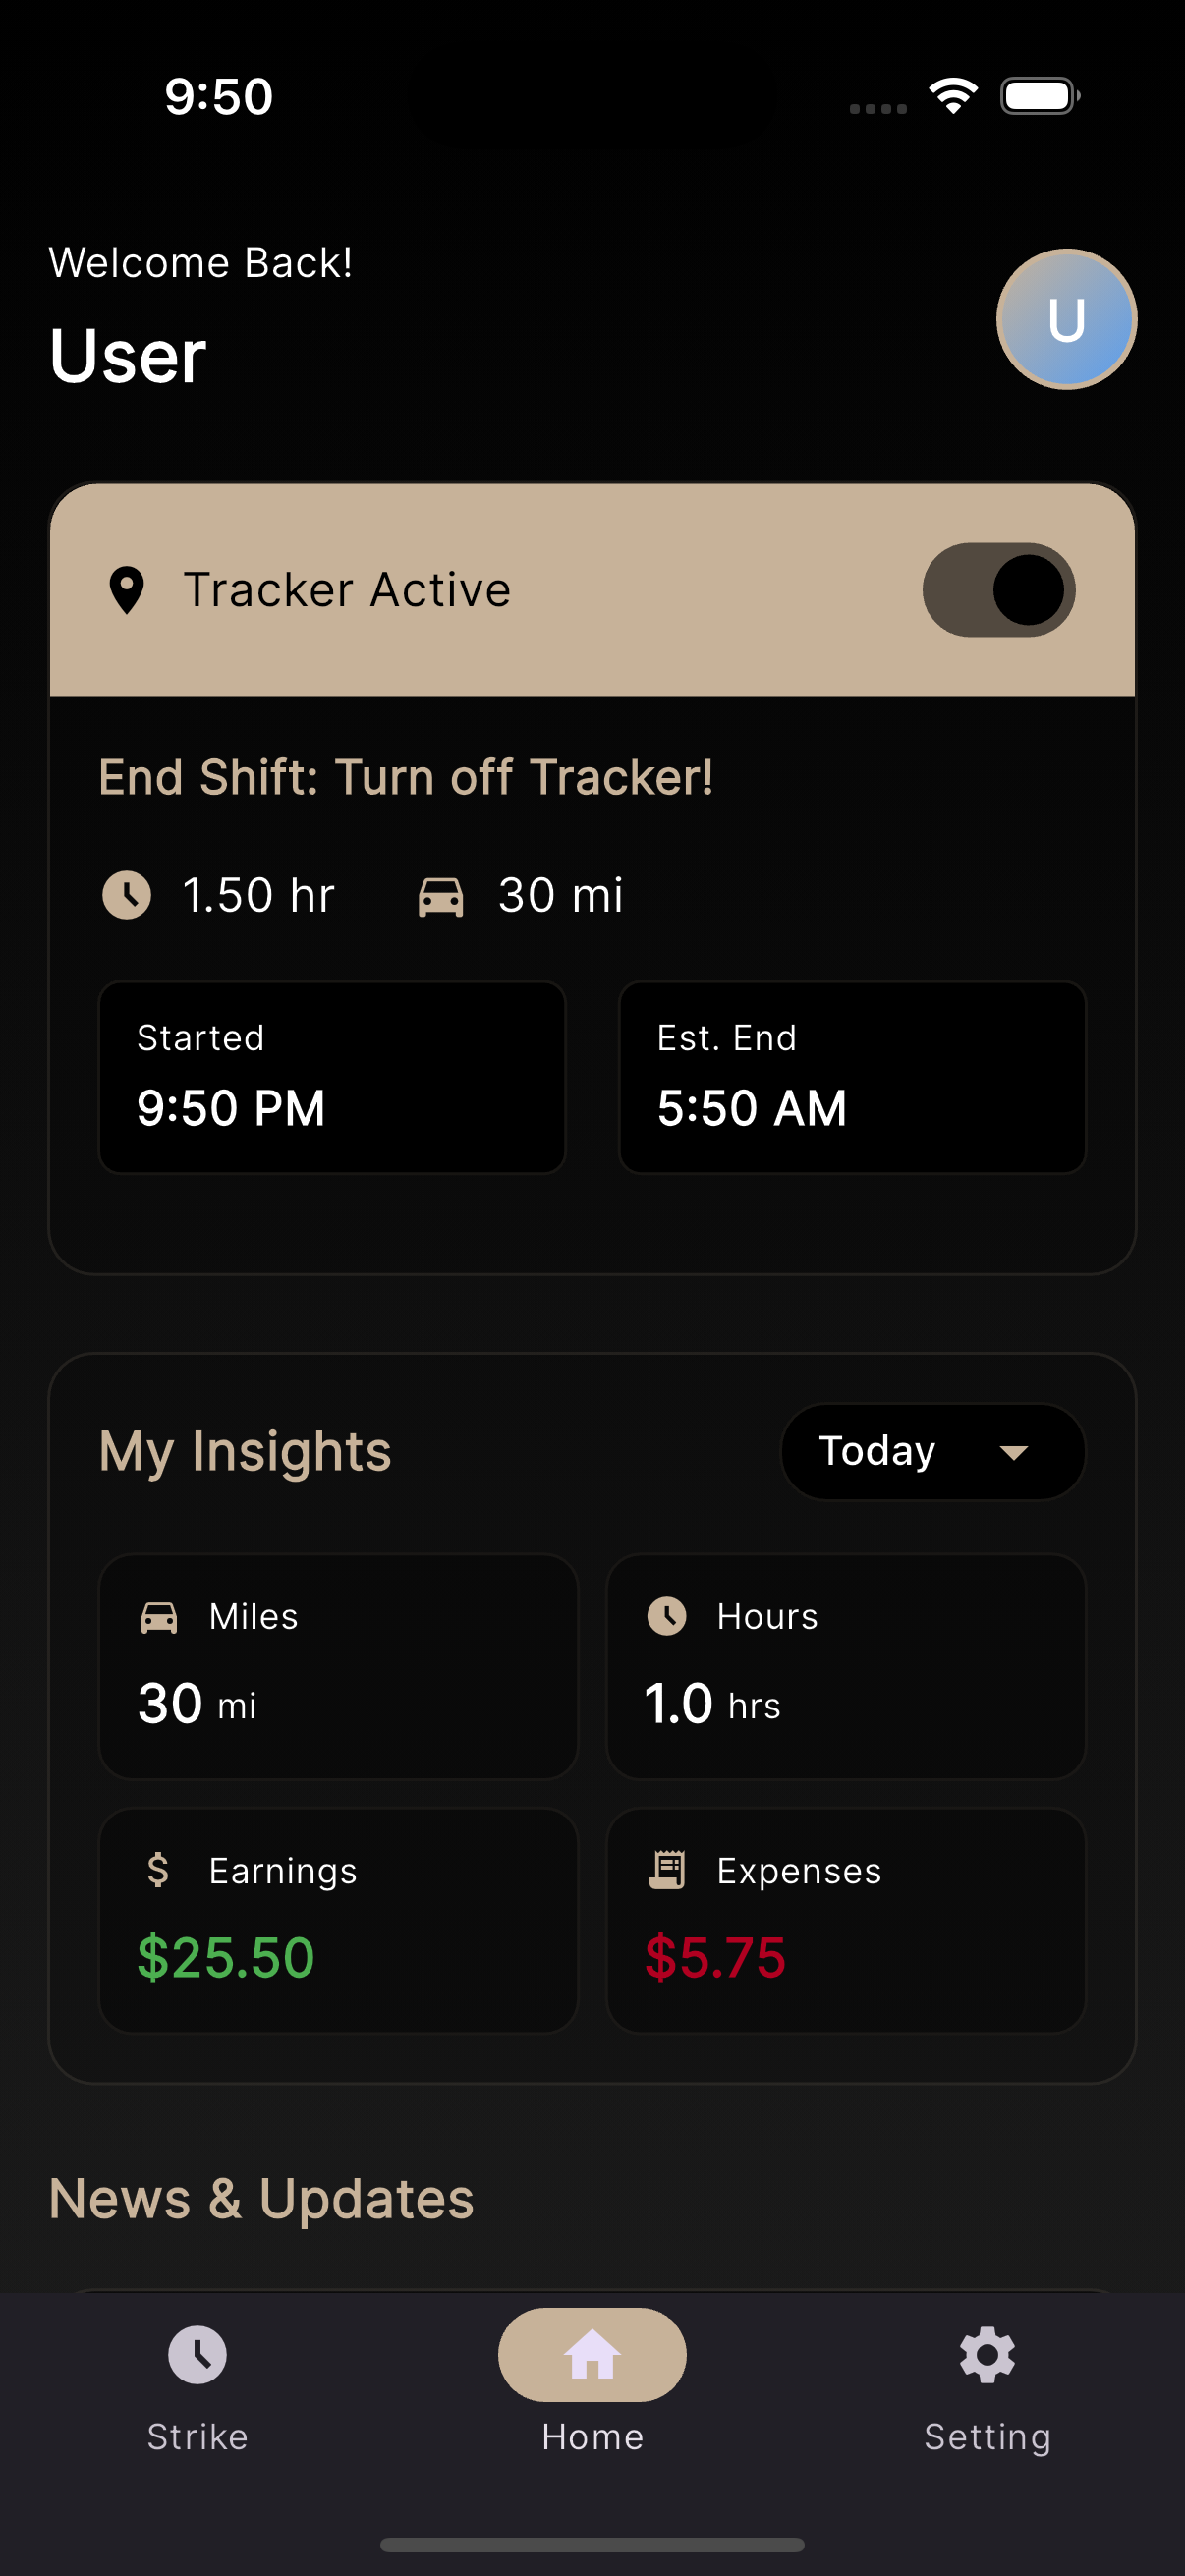 9:50
Welcome Back!
User
U
Tracker Active
End Shift: Turn off Tracker!
1.50 hr 30 mi
Started Est. End
9:50 PM 5:50 AM
My Insights Today
Miles Hours
30 mi 1.0 hrs
$ Earnings Expenses
$25.50 $5.75
News & Updates
Strike Home Setting